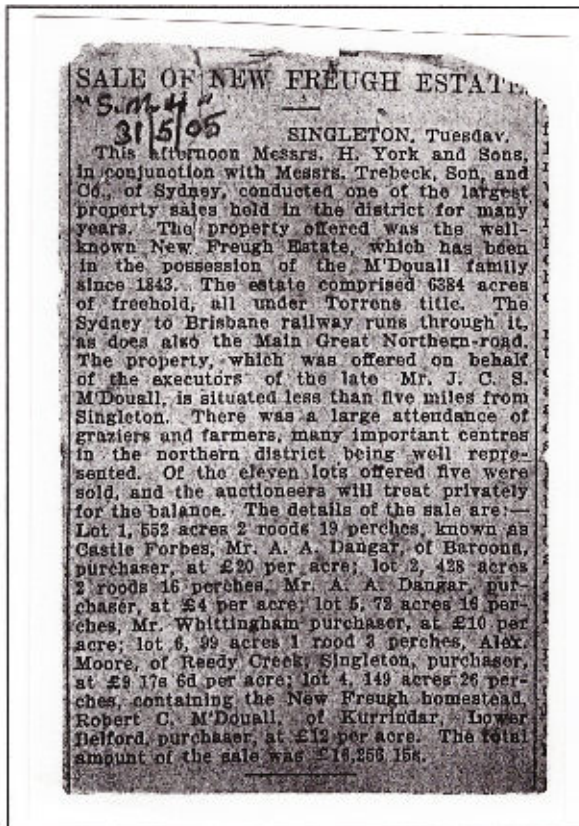 SALE OF NEW FREUGH ESTATE.
"S.M.H"
31/5/05
SINGLETON, Tuesday.
This afternoon Messrs. H. York and Sons,
in conjunction with Messrs. Trebeck, Son, and
Co., of Sydney, conducted one of the largest
property sales held in the district for many
years. The property offered was the well-
known New Freugh Estate, which has been
in the possession of the M'Douall family
since 1843. The estate comprised 6384 acres
of freehold, all under Torrens title. The
Sydney to Brisbane railway runs through it,
as does also the Main Great Northern-road.
The property, which was offered on behalf
of the executors of the late Mr. J. C. S.
M'Douall, is situated less than five miles from
Singleton. There was a large attendance of
graziers and farmers, many important centres
in the northern district being well repre-
sented. Of the eleven lots offered five were
sold, and the auctioneers will treat privately
for the balance. The details of the sale are:—
Lot 1, 552 acres 2 roods 19 perches, known as
Castle Forbes, Mr. A. A. Dangar, of Baroona,
purchaser, at £20 per acre; lot 2, 428 acres
2 roods 16 perches, Mr. A. A. Dangar, pur-
chaser, at £4 per acre; lot 5, 72 acres 16 per-
ches, Mr. Whittingham purchaser, at £10 per
acre; lot 6, 99 acres 1 rood 3 perches, Alex.
Moore, of Reedy Creek, Singleton, purchaser,
at £9 17s 6d per acre; lot 4, 149 acres 26 per-
ches, containing the New Freugh homestead,
Robert C. M'Douall, of Kurrindar, Lower
Belford, purchaser, at £12 per acre. The total
amount of the sale was £16,256 15s.